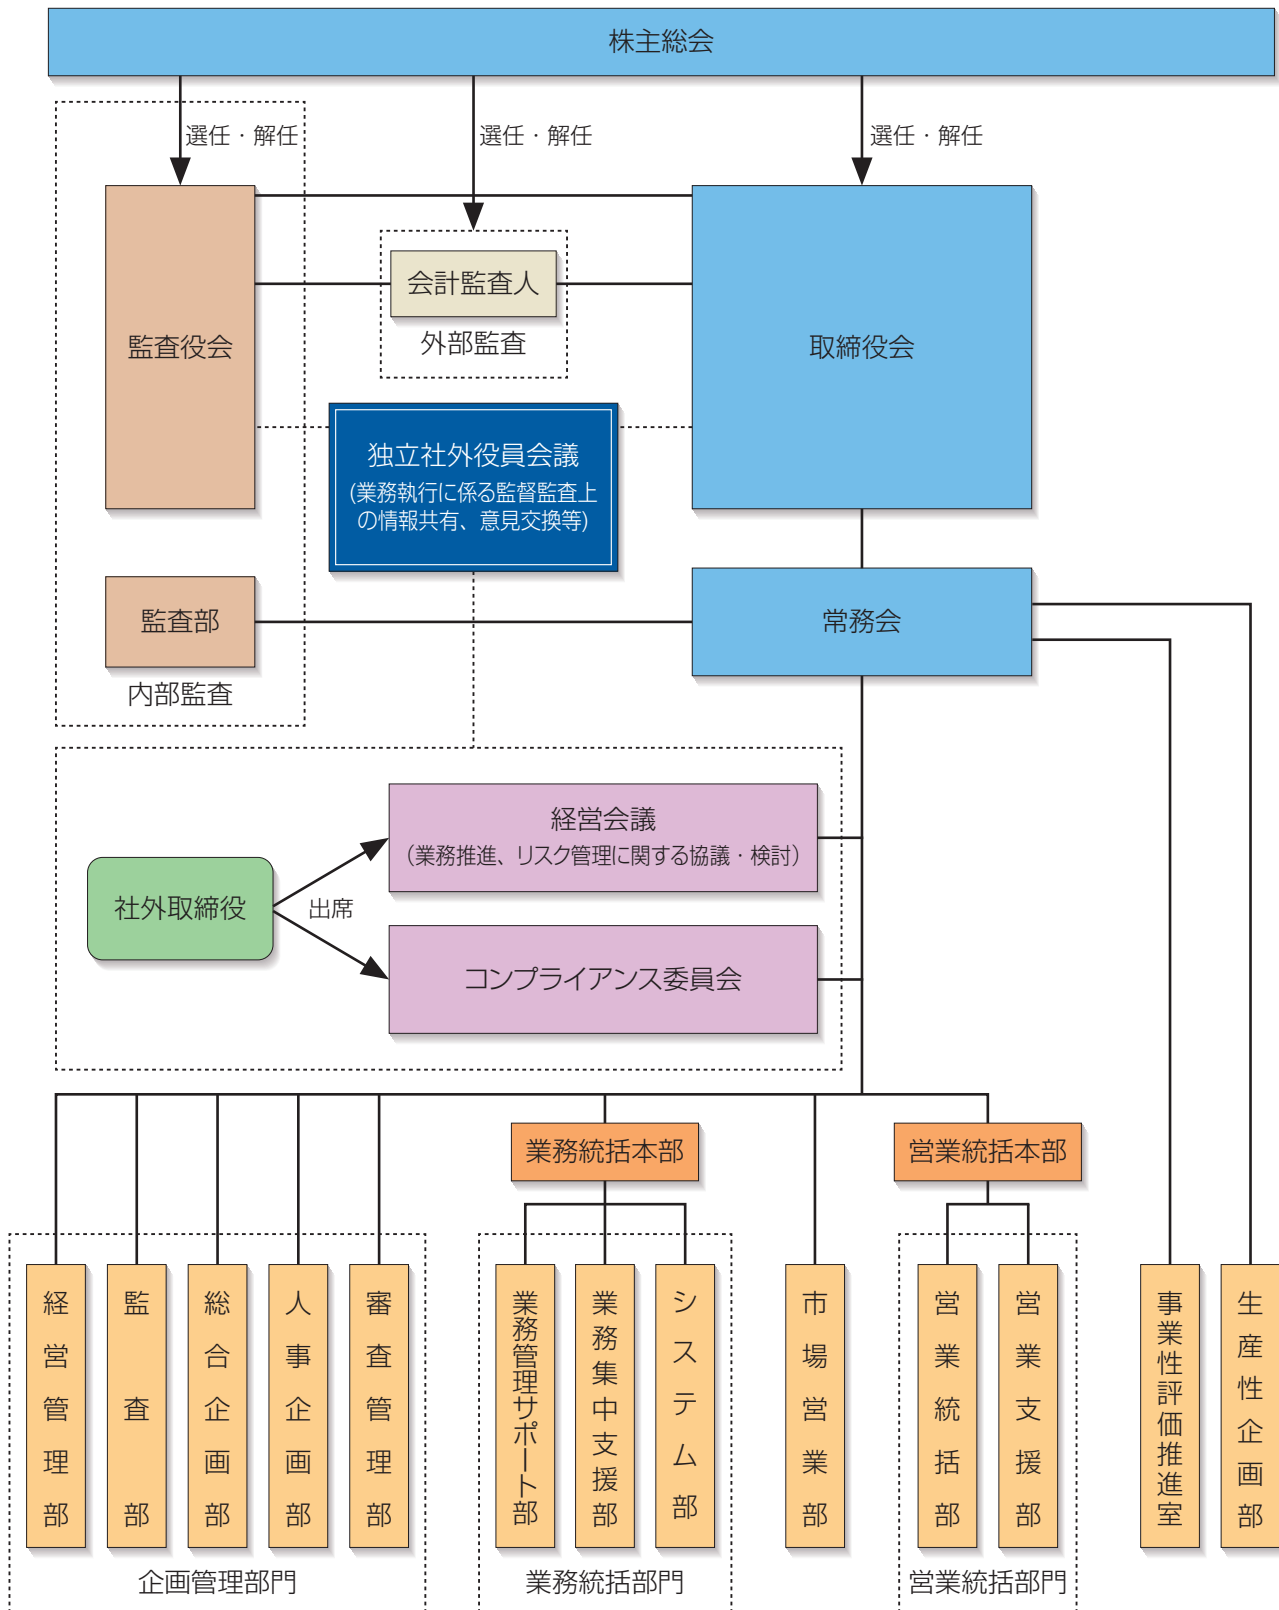 株主総会
選任・解任
選任・解任
選任・解任
監査役会
会計監査人
外部監査
取締役会
独立社外役員会議
(業務執行に係る監督監査上
の情報共有、意見交換等)
監査部
内部監査
常務会
経営会議
（業務推進、リスク管理に関する協議・検討）
社外取締役
出席
コンプライアンス委員会
業務統括本部
営業統括本部
経営管理部
監査部
総合企画部
人事企画部
審査管理部
業務管理サポート部
業務集中支援部
システム部
市場営業部
営業統括部
営業支援部
事業性評価推進室
生産性企画部
企画管理部門
業務統括部門
営業統括部門